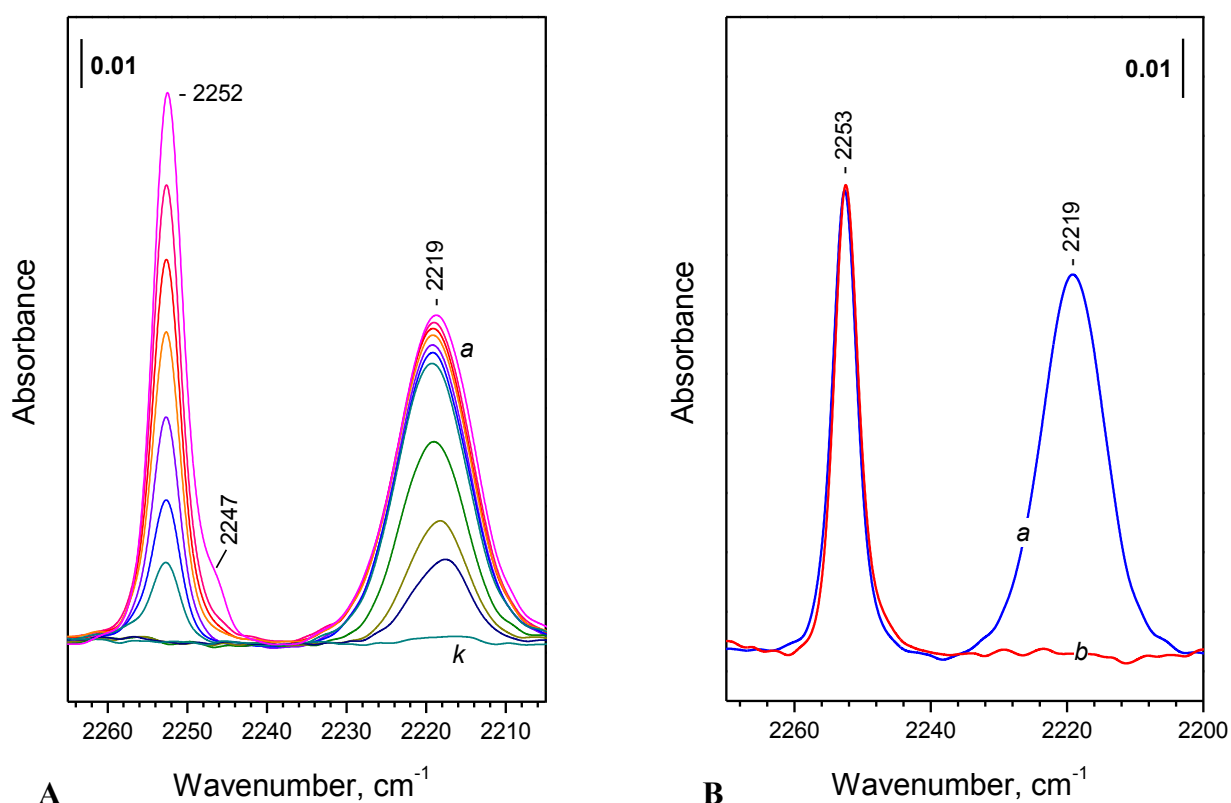 0.01
- 2252
- 2219
a
- 2247
k
Absorbance
2260 2250 2240 2230 2220 2210
Wavenumber, cm-1
A
0.01
- 2253
- 2219
a
b
Absorbance
2260 2240 2220 2200
Wavenumber, cm-1
B